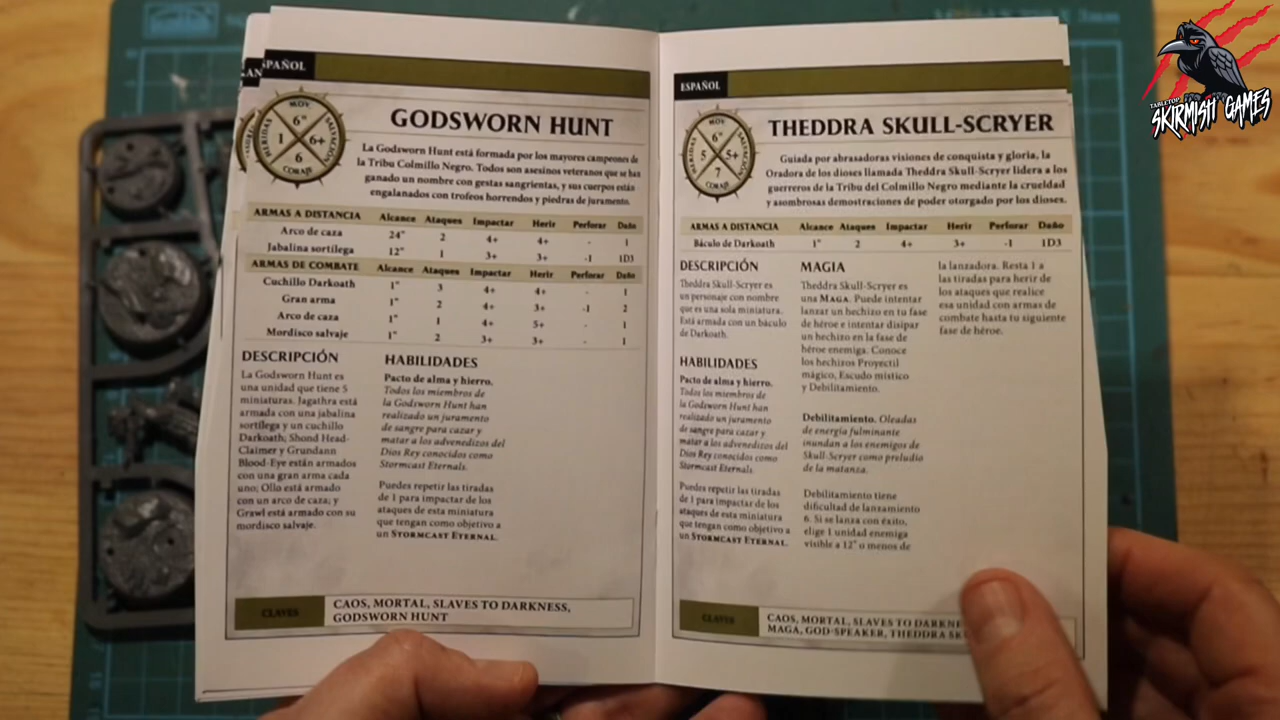 ESPAÑOL
MOV.
6"
HERIDAS
1
6+
SALVACIÓN
6
CORAJE
GODSWORN HUNT
La Godsworn Hunt está formada por los mayores campeones de
la Tribu Colmillo Negro. Todos son asesinos veteranos que se han
ganado un nombre con gestas sangrientas, y sus cuerpos están
engalanados con trofeos horrendos y piedras de juramento.
ARMAS A DISTANCIA Alcance Ataques Impactar Herir Perforar Daño
Arco de caza 24" 2 4+ 4+ - 1
Jabalina sortílega 12" 1 3+ 3+ -1 1D3
ARMAS DE COMBATE Alcance Ataques Impactar Herir Perforar Daño
Cuchillo Darkoath 1" 3 4+ 4+ - 1
Gran arma 1" 2 4+ 3+ -1 2
Arco de caza 1" 1 4+ 5+ - 1
Mordisco salvaje 1" 2 3+ 3+ - 1
DESCRIPCIÓN
La Godsworn Hunt es
una unidad que tiene 5
miniaturas. Jagathra está
armada con una jabalina
sortílega y un cuchillo
Darkoath; Shond Head-
Claimer y Grundann
Blood-Eye están armados
con una gran arma cada
uno; Ollo está armado
con un arco de caza; y
Grawl está armado con su
mordisco salvaje.
HABILIDADES
Pacto de alma y hierro.
Todos los miembros de
la Godsworn Hunt han
realizado un juramento
de sangre para cazar y
matar a los advenedizos del
Dios Rey conocidos como
Stormcast Eternals.
Puedes repetir las tiradas
de 1 para impactar de los
ataques de esta miniatura
que tengan como objetivo a
un STORMCAST ETERNAL.
CLAVES
CAOS, MORTAL, SLAVES TO DARKNESS,
GODSWORN HUNT
ESPAÑOL
MOV.
6"
HERIDAS
5
5+
SALVACIÓN
7
CORAJE
THEDDRA SKULL-SCRYER
Guiada por abrasadoras visiones de conquista y gloria, la
Oradora de los dioses llamada Theddra Skull-Scryer lidera a los
guerreros de la Tribu del Colmillo Negro mediante la crueldad
y asombrosas demostraciones de poder otorgado por los dioses.
ARMAS A DISTANCIA Alcance Ataques Impactar Herir Perforar Daño
Báculo de Darkoath 1" 2 4+ 3+ -1 1D3
DESCRIPCIÓN
Theddra Skull-Scryer es
un personaje con nombre
que es una sola miniatura.
Está armada con un báculo
de Darkoath.
HABILIDADES
Pacto de alma y hierro.
Todos los miembros de
la Godsworn Hunt han
realizado un juramento
de sangre para cazar y
matar a los advenedizos del
Dios Rey conocidos como
Stormcast Eternals.
Puedes repetir las tiradas
de 1 para impactar de los
ataques de esta miniatura
que tengan como objetivo a
un STORMCAST ETERNAL.
MAGIA
Theddra Skull-Scryer es
una MAGA. Puede intentar
lanzar un hechizo en tu fase
de héroe e intentar disipar
un hechizo en la fase de
héroe enemiga. Conoce
los hechizos Proyectil
mágico, Escudo místico
y Debilitamiento.
Debilitamiento. Oleadas
de energía fulminante
inundan a los enemigos de
Skull-Scryer como preludio
de la matanza.
Debilitamiento tiene
dificultad de lanzamiento
6. Si se lanza con éxito,
elige 1 unidad enemiga
visible a 12" o menos de
la lanzadora. Resta 1 a
las tiradas para herir de
los ataques que realice
esa unidad con armas de
combate hasta tu siguiente
fase de héroe.
CLAVES
CAOS, MORTAL, SLAVES TO DARKNE
MAGA, GOD-SPEAKER, THEDDRA SK
TABLETOP
SKIRMISH GAMES